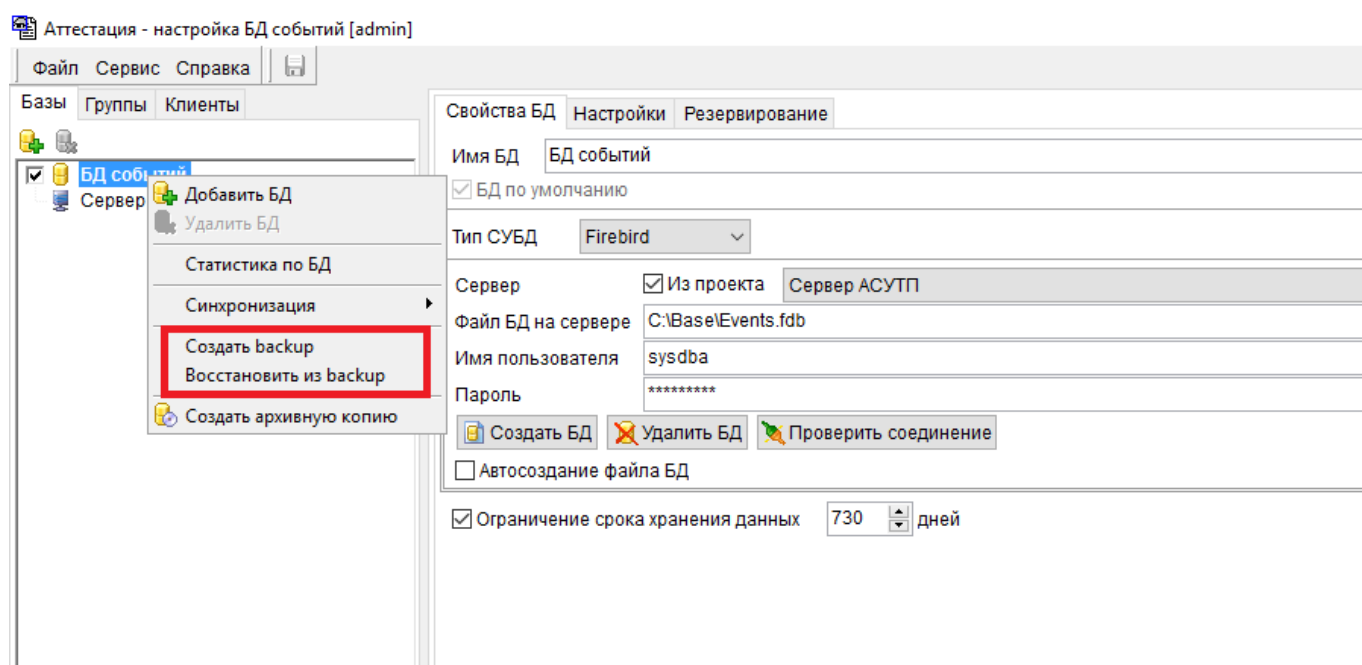 Аттестация - настройка БД событий [admin]
Файл Сервис Справка
Базы Группы Клиенты
БД событий
Сервер
Добавить БД
Удалить БД
Статистика по БД
Синхронизация
Создать backup
Восстановить из backup
Создать архивную копию
Свойства БД Настройки Резервирование
Имя БД БД событий
БД по умолчанию
Тип СУБД Firebird
Сервер Из проекта Сервер АСУТП
Файл БД на сервере C:\Base\Events.fdb
Имя пользователя sysdba
Пароль *********
Создать БД Удалить БД Проверить соединение
Автосоздание файла БД
Ограничение срока хранения данных 730 дней